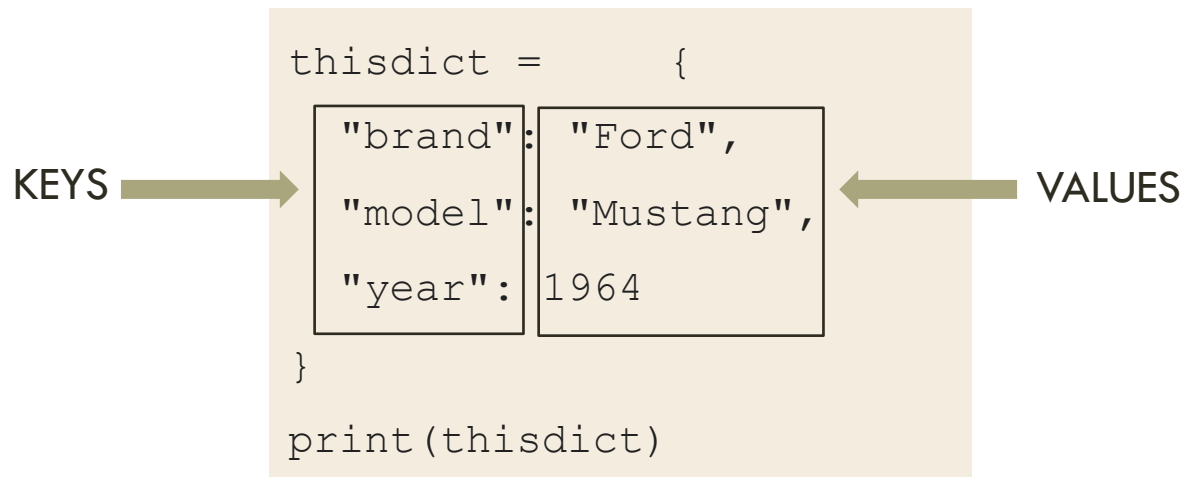 thisdict = {
"brand": "Ford",
KEYS
VALUES
"model": "Mustang",
"year": 1964
}
print(thisdict)